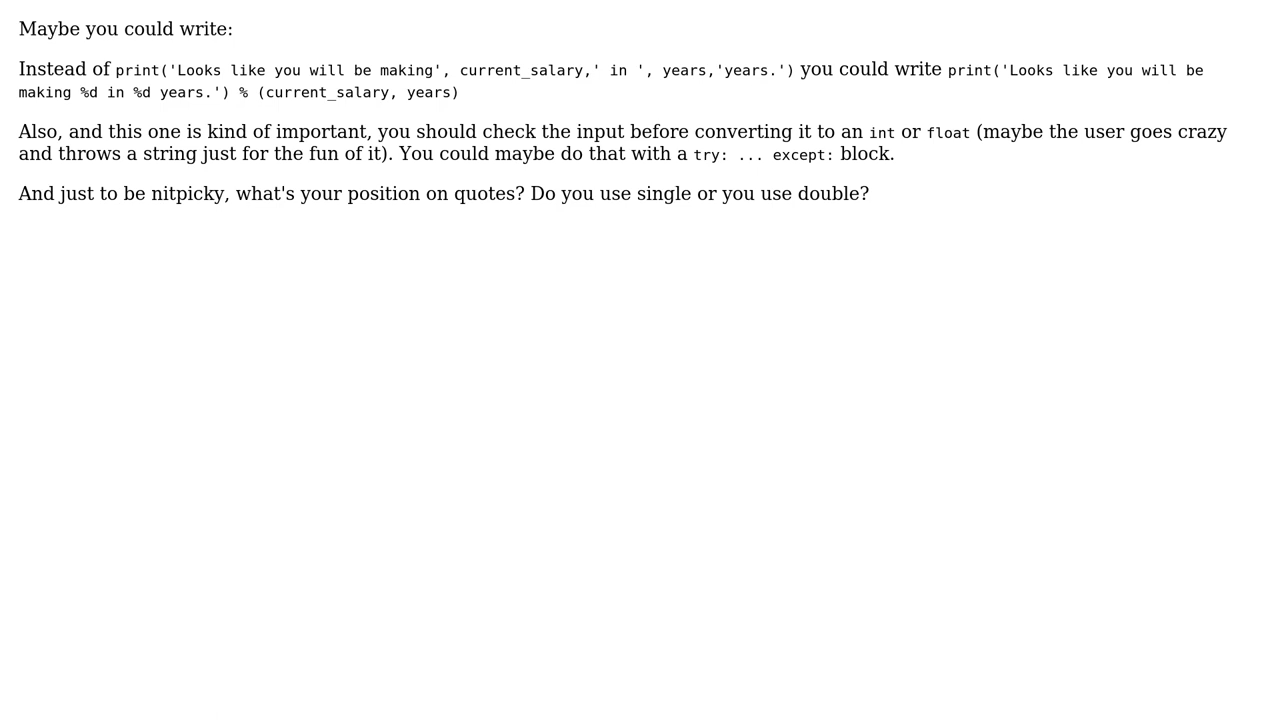 Maybe you could write:
Instead of print('Looks like you will be making', current_salary,' in ', years,'years.') you could write print('Looks like you will be
making %d in %d years.') % (current_salary, years)
Also, and this one is kind of important, you should check the input before converting it to an int or float (maybe the user goes crazy
and throws a string just for the fun of it). You could maybe do that with a try: ... except: block.
And just to be nitpicky, what's your position on quotes? Do you use single or you use double?